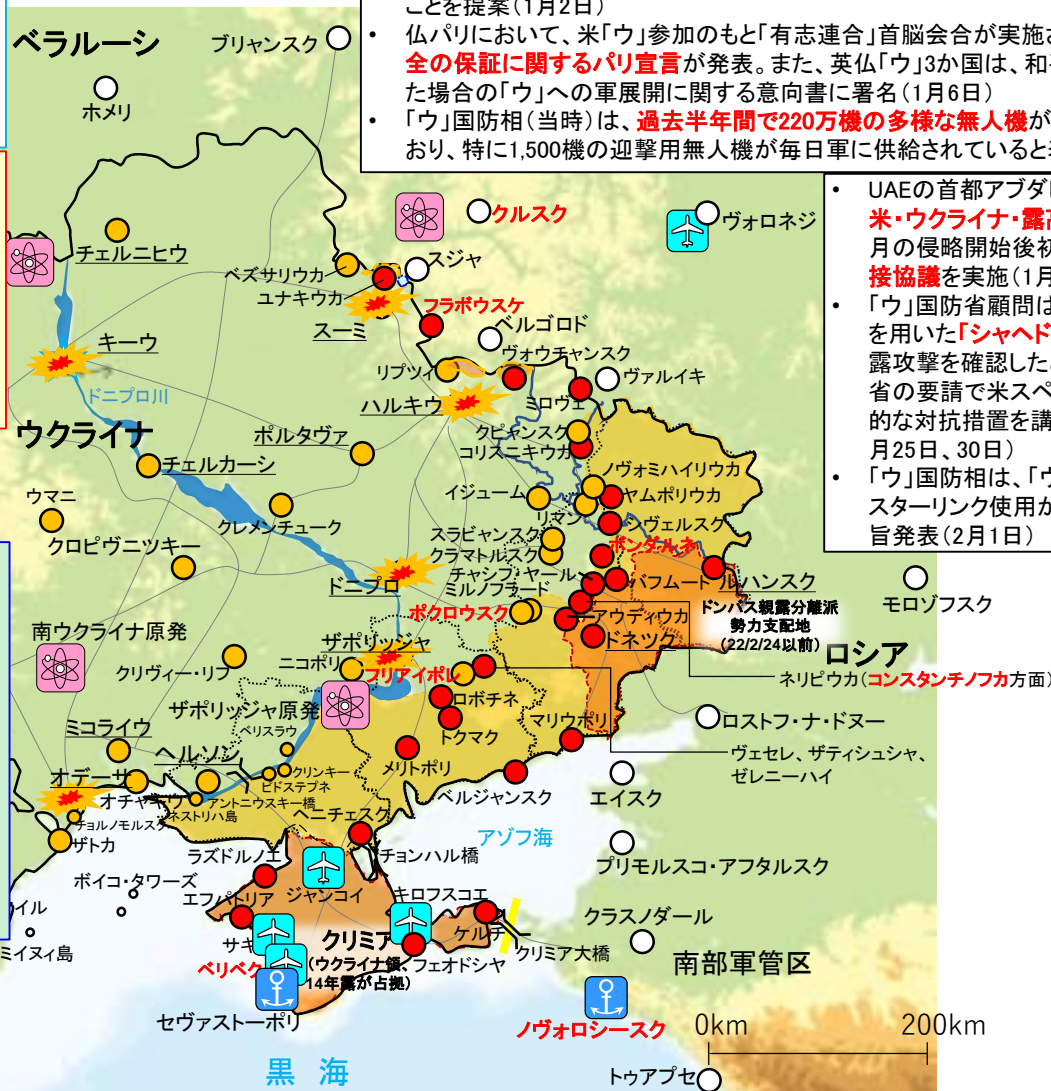 ことを提案（1月2日）
・ 仏パリにおいて、米「ウ」参加のもと「有志連合」首脳会合が実施さ
全の保証に関するパリ宣言が発表。また、英仏「ウ」3か国は、和
た場合の「ウ」への軍展開に関する意向書に署名（1月6日）
・ 「ウ」国防相（当時）は、過去半年間で220万機の多様な無人機が
おり、特に1,500機の迎撃用無人機が毎日軍に供給されていると
・ UAEの首都アブダ
米・ウクライナ・露高
月の侵略開始後初
接協議を実施（1月
・ 「ウ」国防省顧問は
を用いた「シャヘド
露攻撃を確認した
省の要請で米スペ
的な対抗措置を講
月25日、30日）
・ 「ウ」国防相は、「ウ
スターリンク使用か
旨発表（2月1日）
ベラルーシ
ブリャンスク
ホメリ
クルスク
ヴォロネジ
チェルニヒウ
ベズサリウカ
スジャ
ユナキウカ
フラボウスケ
スーミ
ベルゴロド
キーウ
ヴォウチャンスク
リプツィ
ヴァルイキ
ドニプロ川
ハルキウ
ミロヴェ
ウクライナ
ポルタヴァ
クピャンスク
コリスニキウカ
チェルカーシ
ノヴォミハイリウカ
ウマニ
イジューム
ヤムポリウカ
クレメンチューク
リマン
シヴェルスク
クロピヴニツキー
スラビャンスク
ボンダルネ
クラマトルスク
チャシフ・ヤール
バフムート
ルハンスク
ドニプロ
ミルノフラード
モロゾフスク
ポクロウスク
アウディウカ
ドンバス親露分離派
勢力支配地
（22/2/24以前）
南ウクライナ原発
ザポリッジャ
ドネツク
ロシア
クリヴィー・リフ
ニコポリ
フリアイポレ
ネリピウカ（コンスタンチノフカ方面）
ザポリッジャ原発
ロボチネ
ベリスラウ
マリウポリ
ロストフ・ナ・ドヌー
ミコライウ
トクマク
ヘルソン
クリンキー
メリトポリ
ヴェセレ、ザティシュシャ、
ゼレニーハイ
オデーサ
ビドステプネ
オチャキウ
アントニウスキー橋
ベルジャンスク
エイスク
ネストリハ島
ヘニチェスク
チョルノモルスク
アゾフ海
ザトカ
ラズドルノエ
チョンハル橋
プリモルスコ・アフタルスク
ボイコ・タワーズ
エフパトリア
ジャンコイ
キロフスコエ
イル
クラスノダール
サキ
クリミア
ケルチ
ミイヌィ島
クリミア大橋
ベリベク
（ウクライナ領、
14年露が占拠）
フェオドシヤ
南部軍管区
セヴァストーポリ
ノヴォロシースク
0km 200km
黒 海
トゥアプセ